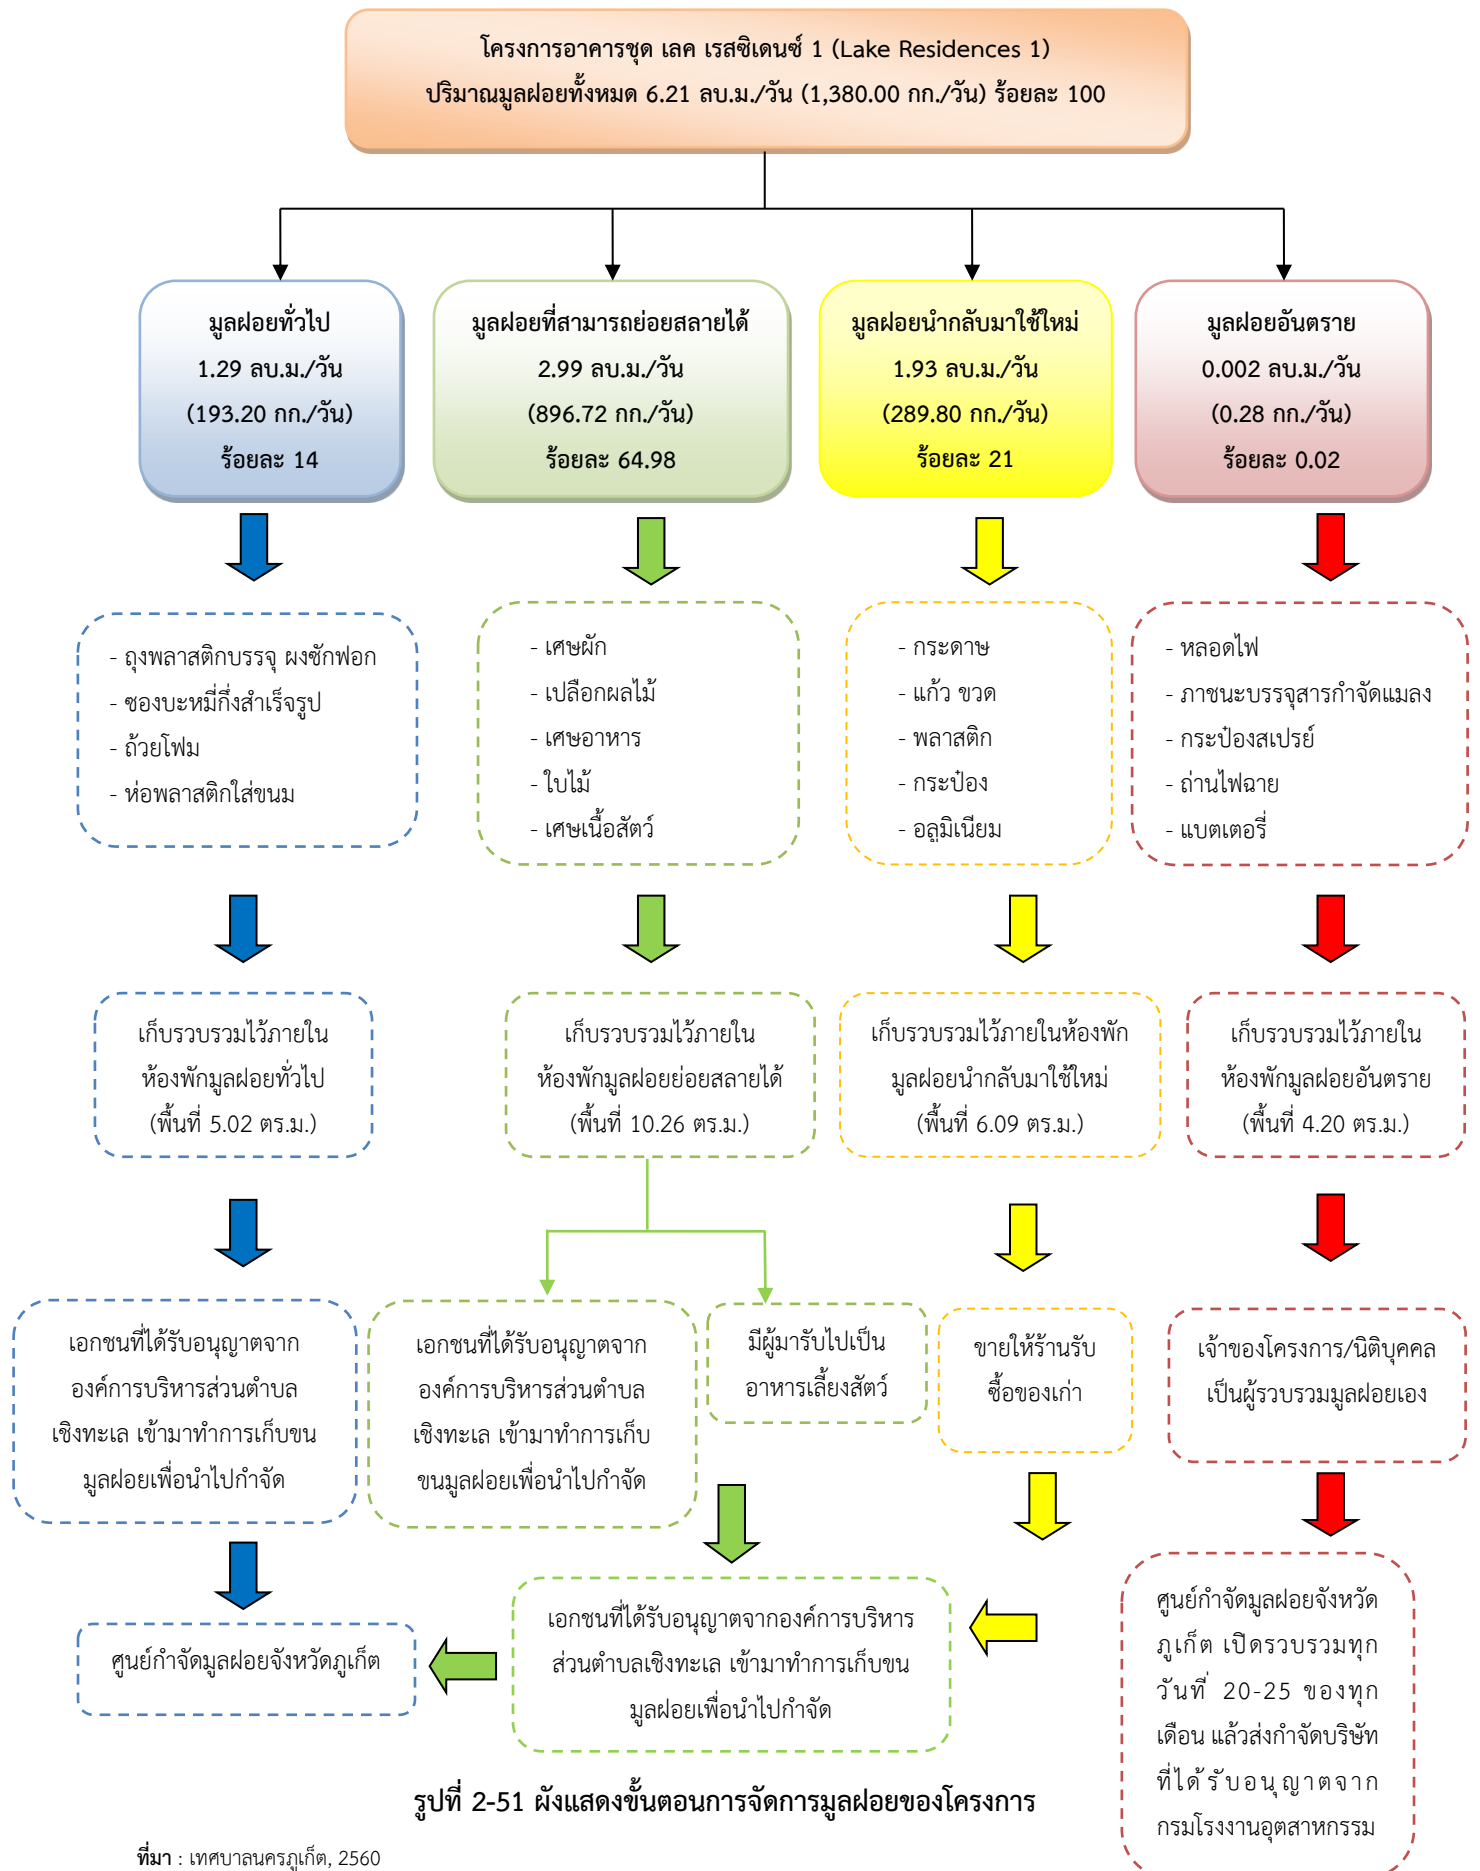 โครงการอาคารชุด เลค เรสซิเดนซ์ 1 (Lake Residences 1)
ปริมาณมูลฝอยทั้งหมด 6.21 ลบ.ม./วัน (1,380.00 กก./วัน) ร้อยละ 100
มูลฝอยทั่วไป
1.29 ลบ.ม./วัน
(193.20 กก./วัน)
ร้อยละ 14
มูลฝอยที่สามารถย่อยสลายได้
2.99 ลบ.ม./วัน
(896.72 กก./วัน)
ร้อยละ 64.98
มูลฝอยนำกลับมาใช้ใหม่
1.93 ลบ.ม./วัน
(289.80 กก./วัน)
ร้อยละ 21
มูลฝอยอันตราย
0.002 ลบ.ม./วัน
(0.28 กก./วัน)
ร้อยละ 0.02
- ถุงพลาสติกบรรจุ ผงซักฟอก
- ซองบะหมี่กึ่งสำเร็จรูป
- ถ้วยโฟม
- ห่อพลาสติกใส่ขนม
- เศษผัก
- เปลือกผลไม้
- เศษอาหาร
- ใบไม้
- เศษเนื้อสัตว์
- กระดาษ
- แก้ว ขวด
- พลาสติก
- กระป๋อง
- อลูมิเนียม
- หลอดไฟ
- ภาชนะบรรจุสารกำจัดแมลง
- กระป๋องสเปรย์
- ถ่านไฟฉาย
- แบตเตอรี่
เก็บรวบรวมไว้ภายใน
ห้องพักมูลฝอยทั่วไป
(พื้นที่ 5.02 ตร.ม.)
เก็บรวบรวมไว้ภายใน
ห้องพักมูลฝอยย่อยสลายได้
(พื้นที่ 10.26 ตร.ม.)
เก็บรวบรวมไว้ภายในห้องพัก
มูลฝอยนำกลับมาใช้ใหม่
(พื้นที่ 6.09 ตร.ม.)
เก็บรวบรวมไว้ภายใน
ห้องพักมูลฝอยอันตราย
(พื้นที่ 4.20 ตร.ม.)
เอกชนที่ได้รับอนุญาตจาก
องค์การบริหารส่วนตำบล
เชิงทะเล เข้ามาทำการเก็บขน
มูลฝอยเพื่อนำไปกำจัด
เอกชนที่ได้รับอนุญาตจาก
องค์การบริหารส่วนตำบล
เชิงทะเล เข้ามาทำการเก็บ
ขนมูลฝอยเพื่อนำไปกำจัด
มีผู้มารับไปเป็น
อาหารเลี้ยงสัตว์
ขายให้ร้านรับ
ซื้อของเก่า
เจ้าของโครงการ/นิติบุคคล
เป็นผู้รวบรวมมูลฝอยเอง
ศูนย์กำจัดมูลฝอยจังหวัดภูเก็ต
เอกชนที่ได้รับอนุญาตจากองค์การบริหาร
ส่วนตำบลเชิงทะเล เข้ามาทำการเก็บขน
มูลฝอยเพื่อนำไปกำจัด
ศูนย์กำจัดมูลฝอยจังหวัด
ภูเก็ต เปิดรวบรวมทุก
วันที่ 20-25 ของทุก
เดือน แล้วส่งกำจัดบริษัท
ที่ได้รับอนุญาตจาก
กรมโรงงานอุตสาหกรรม
รูปที่ 2-51 ผังแสดงขั้นตอนการจัดการมูลฝอยของโครงการ
ที่มา : เทศบาลนครภูเก็ต, 2560